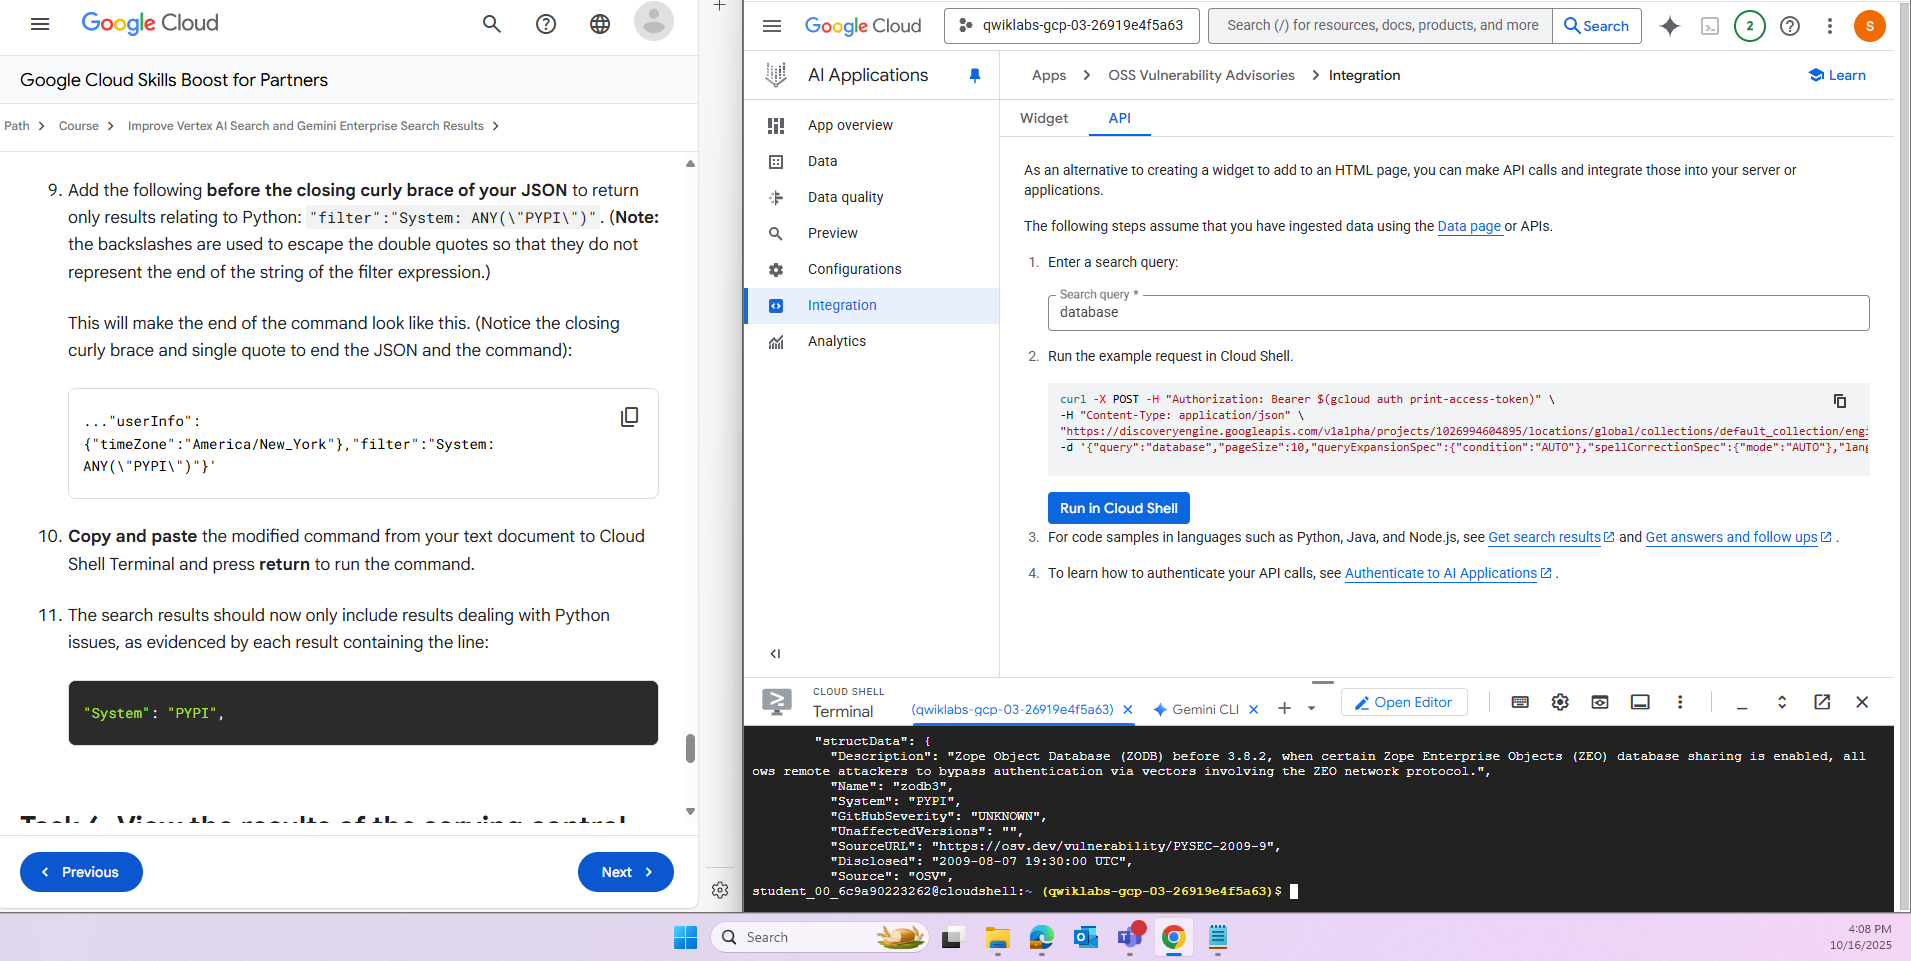 Google Cloud
Google Cloud Skills Boost for Partners
Path
Course
Improve Vertex AI Search and Gemini Enterprise Search Results
9. Add the following before the closing curly brace of your JSON to return
only results relating to Python: "filter":"System: ANY(\"PYPI\")". (Note:
the backslashes are used to escape the double quotes so that they do not
represent the end of the string of the filter expression.)
This will make the end of the command look like this. (Notice the closing
curly brace and single quote to end the JSON and the command):
..."userInfo":
{"timeZone":"America/New_York"},"filter":"System:
ANY(\"PYPI\")"}'
10. Copy and paste the modified command from your text document to Cloud
Shell Terminal and press return to run the command.
11. The search results should now only include results dealing with Python
issues, as evidenced by each result containing the line:
"System": "PYPI",
Previous
Next
Google Cloud
qwiklabs-gcp-03-26919e4f5a63
Search (/) for resources, docs, products, and more
Search
2
S
AI Applications
Apps
OSS Vulnerability Advisories
Integration
Learn
App overview
Data
Data quality
Preview
Configurations
Integration
Analytics
Widget
API
As an alternative to creating a widget to add to an HTML page, you can make API calls and integrate those into your server or
applications.
The following steps assume that you have ingested data using the Data page or APIs.
1. Enter a search query:
Search query *
database
2. Run the example request in Cloud Shell.
curl -X POST -H "Authorization: Bearer $(gcloud auth print-access-token)" \
-H "Content-Type: application/json" \
"https://discoveryengine.googleapis.com/v1alpha/projects/1026994604895/locations/global/collections/default_collection/engi
-d '{"query":"database","pageSize":10,"queryExpansionSpec":{"condition":"AUTO"},"spellCorrectionSpec":{"mode":"AUTO"},"lang
Run in Cloud Shell
3. For code samples in languages such as Python, Java, and Node.js, see Get search results and Get answers and follow ups .
4. To learn how to authenticate your API calls, see Authenticate to AI Applications .
CLOUD SHELL
Terminal
(qwiklabs-gcp-03-26919e4f5a63)
Gemini CLI
Open Editor
"structData": {
"Description": "Zope Object Database (ZODB) before 3.8.2, when certain Zope Enterprise Objects (ZEO) database sharing is enabled, all
ows remote attackers to bypass authentication via vectors involving the ZEO network protocol.",
"Name": "zodb3",
"System": "PYPI",
"GitHubSeverity": "UNKNOWN",
"UnaffectedVersions": "",
"SourceURL": "https://osv.dev/vulnerability/PYSEC-2009-9",
"Disclosed": "2009-08-07 19:30:00 UTC",
"Source": "OSV",
student_00_6c9a90223262@cloudshell:~ (qwiklabs-gcp-03-26919e4f5a63)$
Search
4:08 PM
10/16/2025